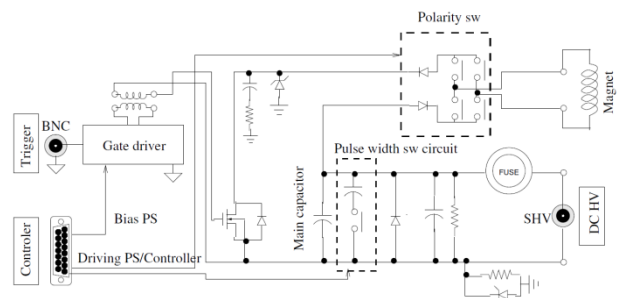 Polarity sw
BNC
Trigger
Gate driver
Magnet
Pulse width sw circuit
FUSE
Bias PS
Main capacitor
SHV
DC HV
Controler
Driving PS/Controller